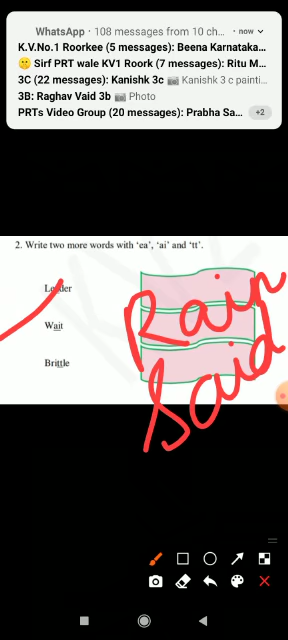 WhatsApp • 108 messages from 10 ch... • now
K.V.No.1 Roorkee (5 messages): Beena Karnataka...
🤫 Sirf PRT wale KV1 Roork (7 messages): Ritu M...
3C (22 messages): Kanishk 3c 📷 Kanishk 3 c painti...
3B: Raghav Vaid 3b 📷 Photo
PRTs Video Group (20 messages): Prabha Sa... +2
2. Write two more words with ‘ea’, ‘ai’ and ‘tt’.
Leader
Rain
Wait
Said
Brittle